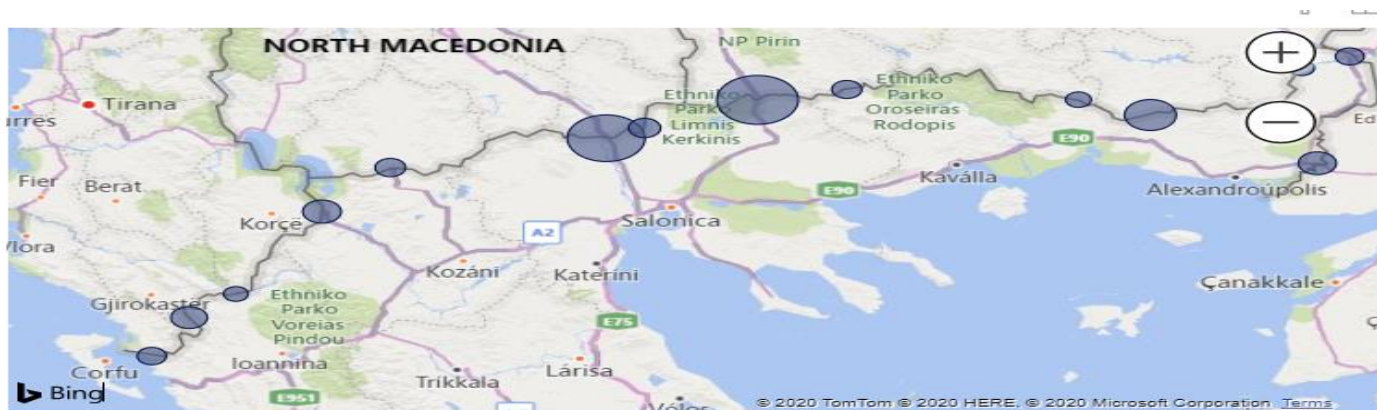 NORTH MACEDONIA
NP Pirin
Tirana
Ethniko
Parko
Limnis
Kerkinis
Ethniko
Parko
Oroseiras
Rodopis
E90
Fier
Berat
Kaválla
E90
Alexandroúpolis
Korçë
A2
Salonica
Kozáni
Kateríni
Gjirokastër
Ethniko
Parko
Voreias
Pindou
E75
Çanakkale
Corfu
Ioannina
Tríkkala
Lárisa
E951
Bing
© 2020 TomTom © 2020 HERE, © 2020 Microsoft Corporation Terms